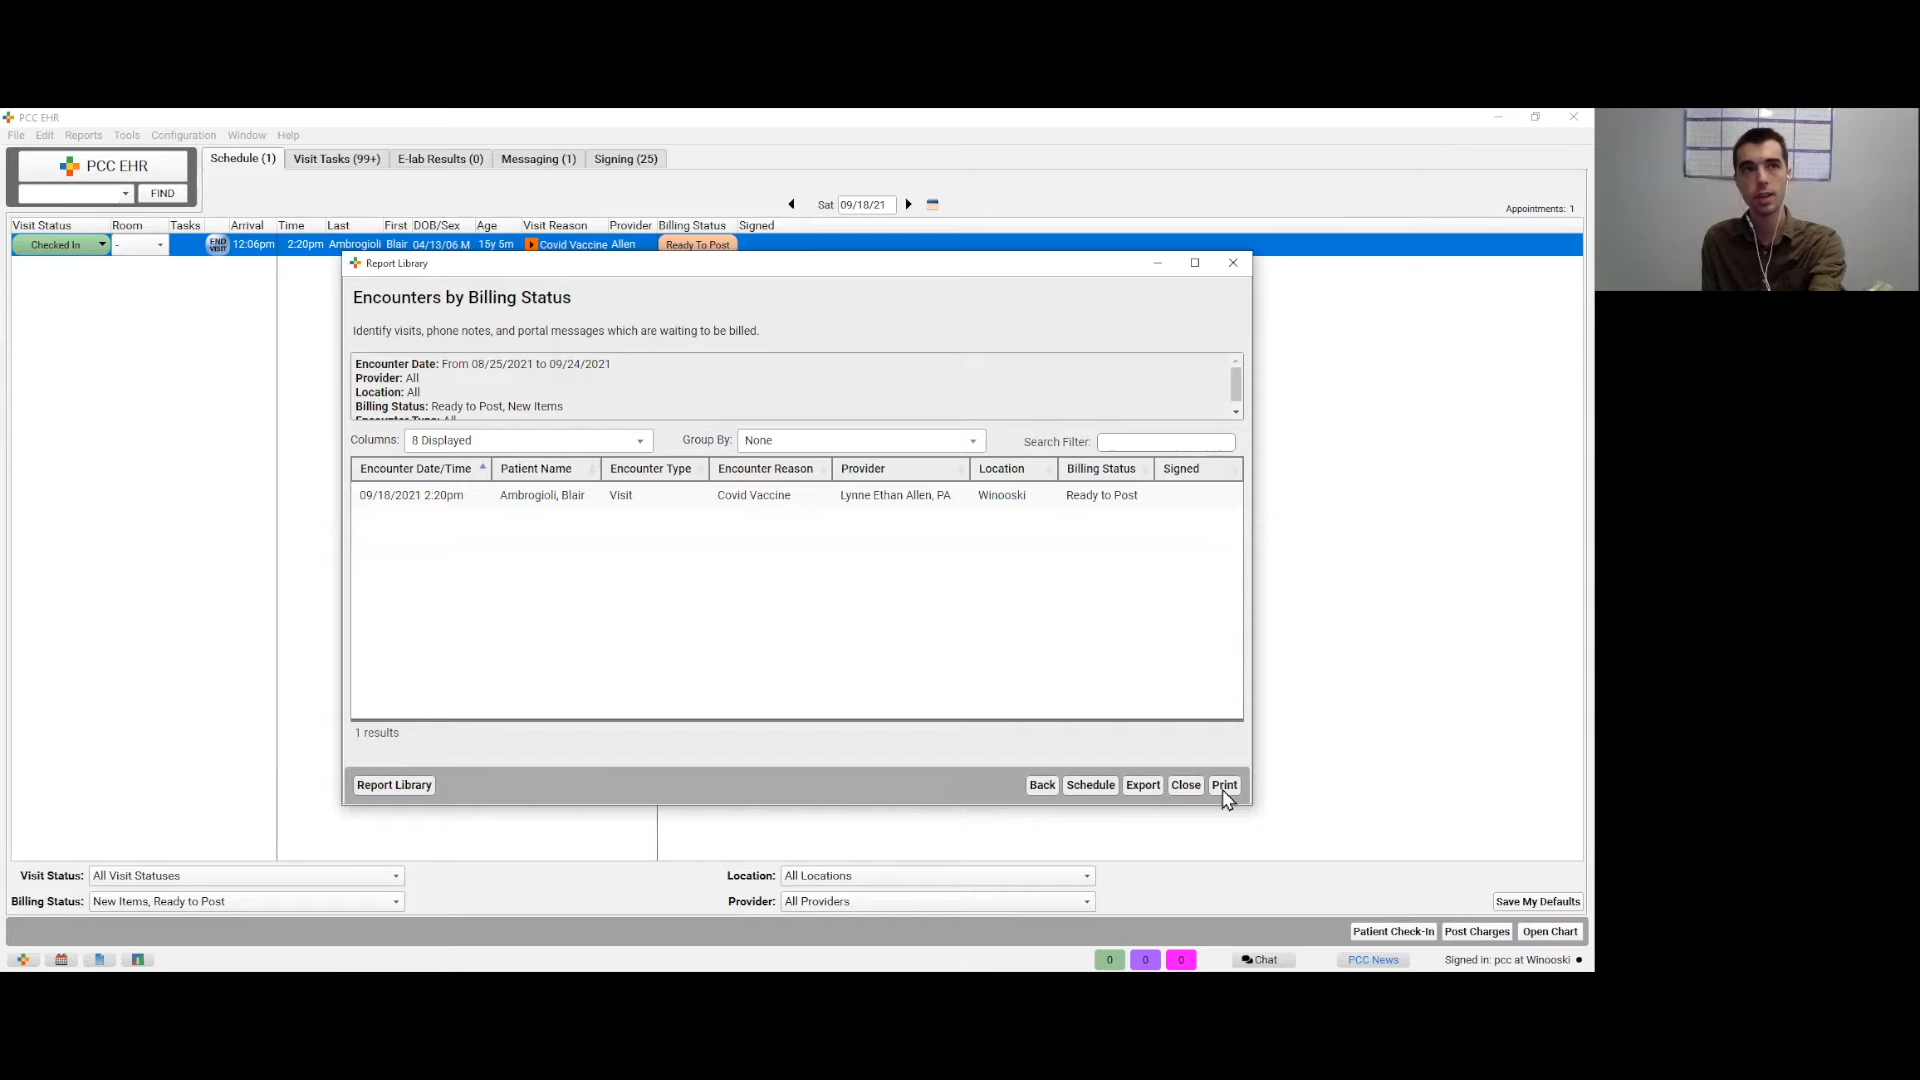 PCC EHR
File Edit Reports Tools Configuration Window Help
PCC EHR
FIND
Schedule (1) Visit Tasks (99+) E-lab Results (0) Messaging (1) Signing (25)
Sat 09/18/21
Appointments: 1
Visit Status Room Tasks Arrival Time Last First DOB/Sex Age Visit Reason Provider Billing Status Signed
Checked In - END VISIT 12:06pm 2:20pm Ambrogioli Blair 04/13/06 M 15y 5m Covid Vaccine Allen Ready To Post
Report Library
Encounters by Billing Status
Identify visits, phone notes, and portal messages which are waiting to be billed.
Encounter Date: From 08/25/2021 to 09/24/2021
Provider: All
Location: All
Billing Status: Ready to Post, New Items
Encounter Type: All
Columns: 8 Displayed Group By: None Search Filter:
Encounter Date/Time Patient Name Encounter Type Encounter Reason Provider Location Billing Status Signed
09/18/2021 2:20pm Ambrogioli, Blair Visit Covid Vaccine Lynne Ethan Allen, PA Winooski Ready to Post
1 results
Report Library Back Schedule Export Close Print
Visit Status: All Visit Statuses Location: All Locations
Billing Status: New Items, Ready to Post Provider: All Providers Save My Defaults
Patient Check-In Post Charges Open Chart
0 0 0 Chat PCC News Signed in: pcc at Winooski